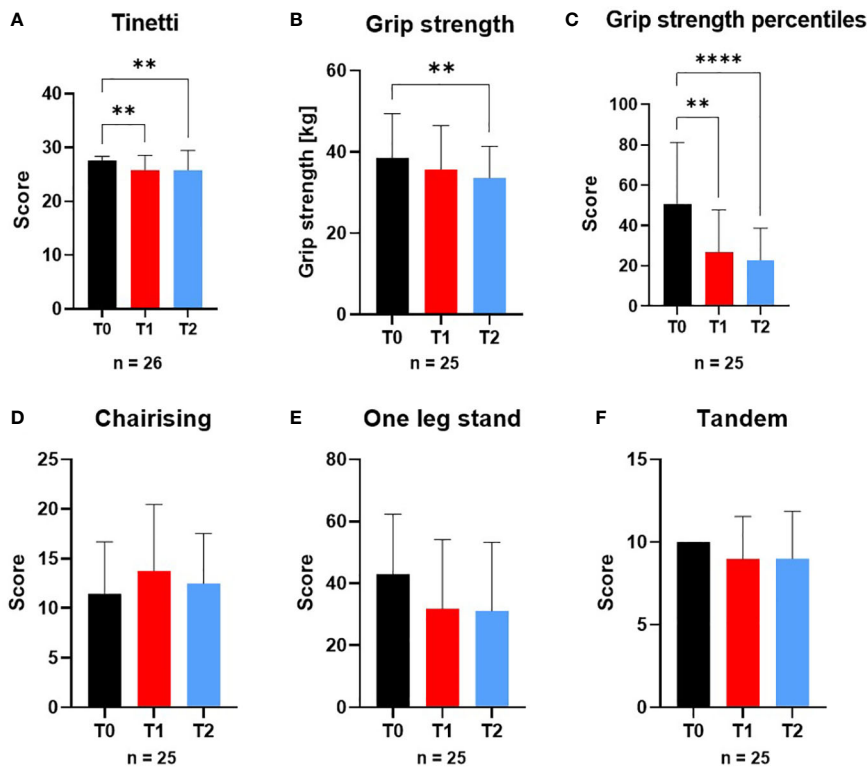 A
Tinetti
**
**
Score
40
30
20
10
0
T0 T1 T2
n = 26
B
Grip strength
**
Grip strength [kg]
60
40
20
0
T0 T1 T2
n = 25
C
Grip strength percentiles
****
**
Score
100
80
60
40
20
0
T0 T1 T2
n = 25
D
Chairising
Score
25
20
15
10
5
0
T0 T1 T2
n = 25
E
One leg stand
Score
80
60
40
20
0
T0 T1 T2
n = 25
F
Tandem
Score
15
10
5
0
T0 T1 T2
n = 25